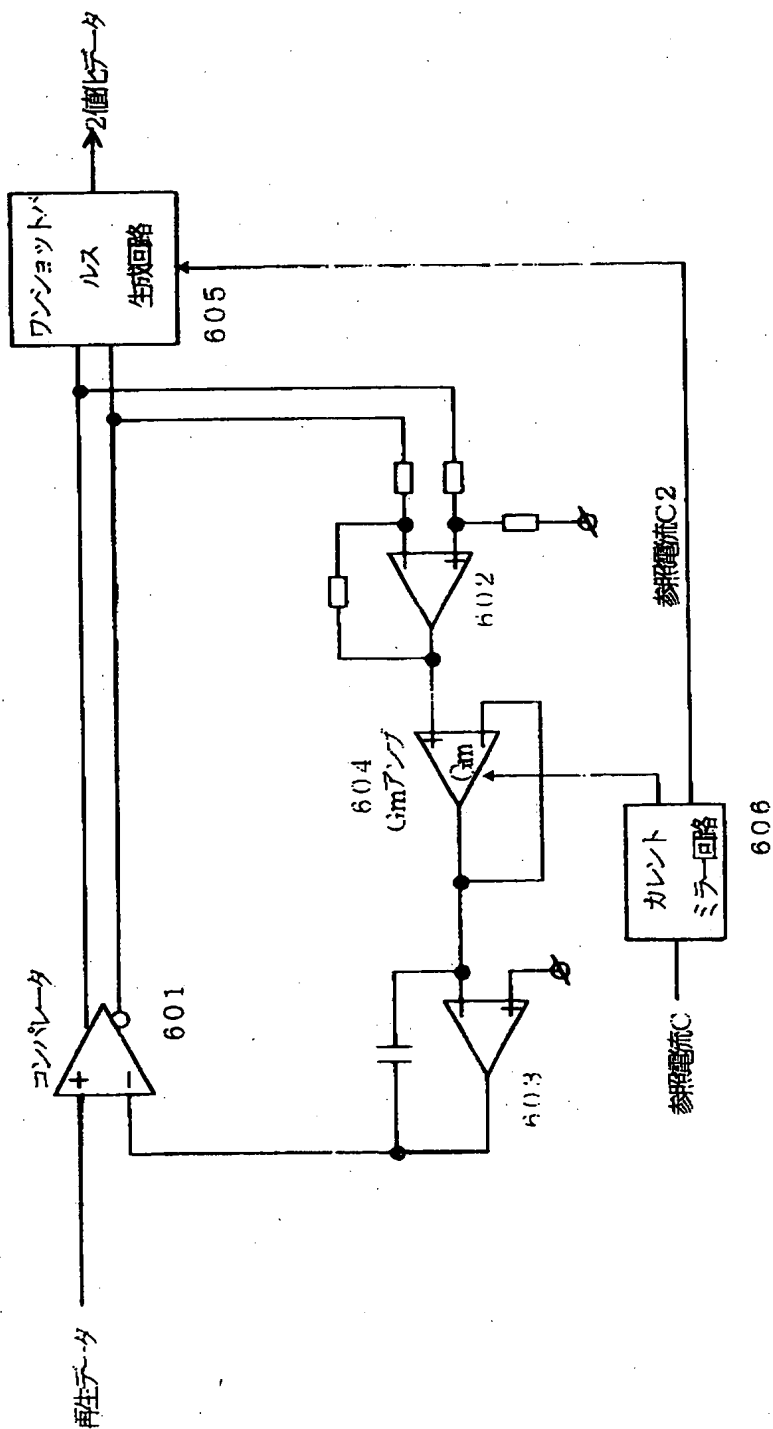 再生データ
コンパレータ
+
−
601
ワンショットパ
ルス
生成回路
605
2値化データ
+
602
604
Gmアンプ
+
Gm
+
603
参照電流C
カレント
ミラー回路
606
参照電流C2